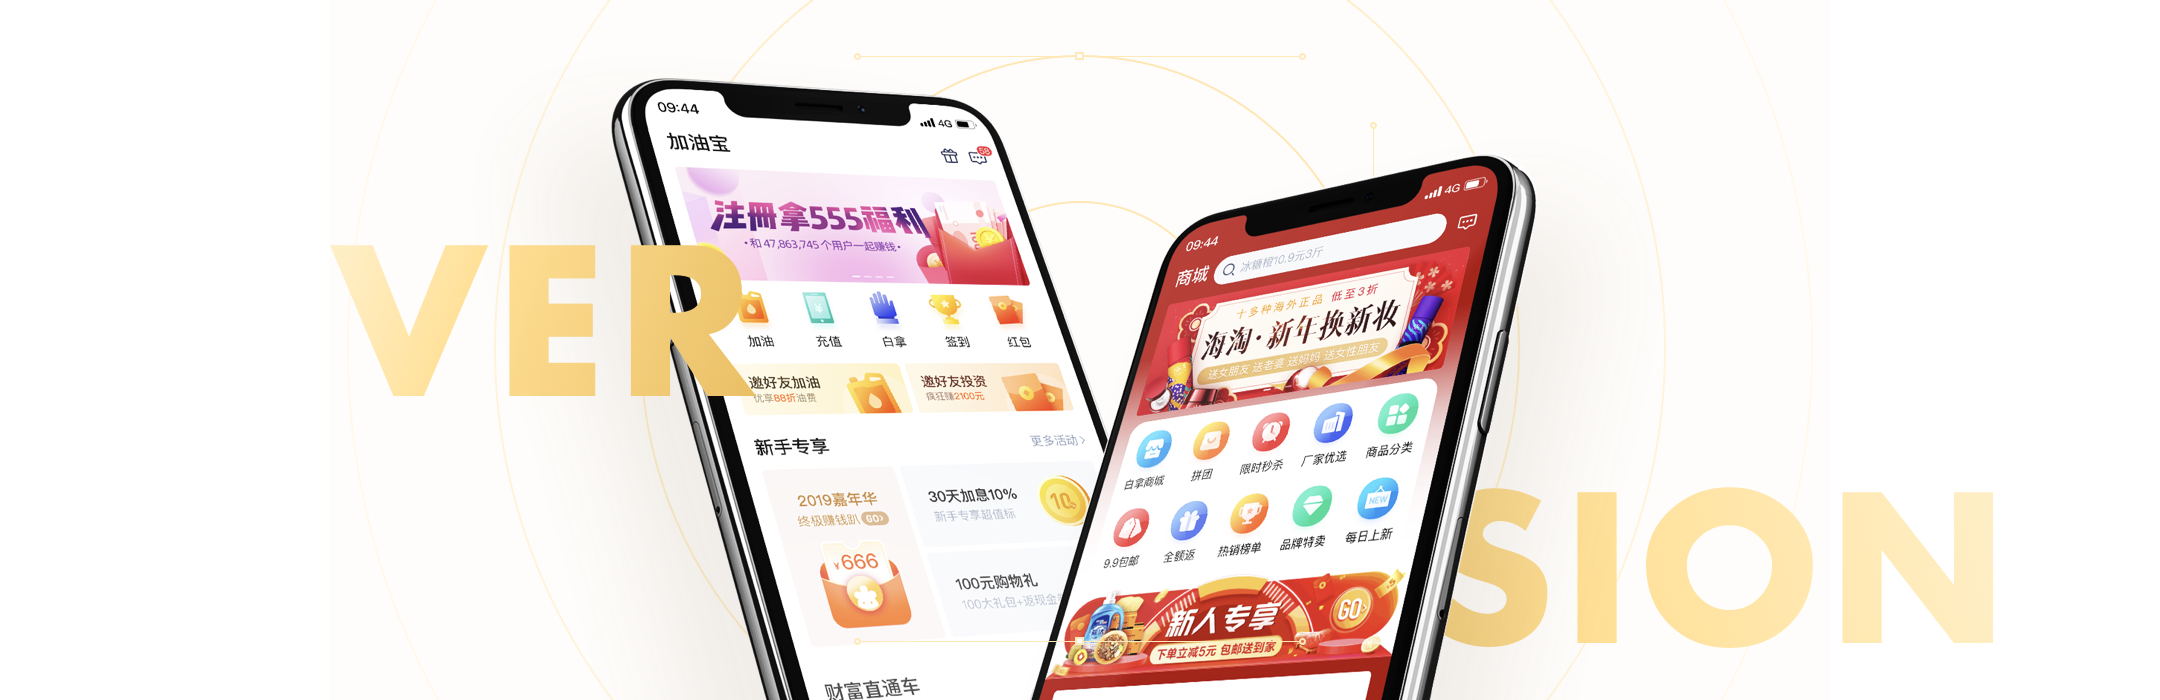 VERSION
09:44
4G
加油宝
58
注册拿555福利
·和 47,863,745 个用户一起赚钱·
加油 充值 白拿 签到 红包
邀好友加油
优享88折油费
邀好友投资
疯狂赚2100元
新手专享
更多活动
2019嘉年华
终极赚钱趴 GO
¥666
30天加息10%
新手专享超值标
10
100元购物礼
100大礼包+返现金
财富直通车
09:44
4G
商城
冰糖橙10.9元3斤
十多种海外正品 低至3折
海淘·新年换新妆
送女朋友 送老婆 送妈妈 送女性朋友
白拿商城 拼团 限时秒杀 厂家优选 商品分类
NEW
9.9包邮 全额返 热销榜单 品牌特卖 每日上新
新人专享
GO
下单立减5元 包邮送到家